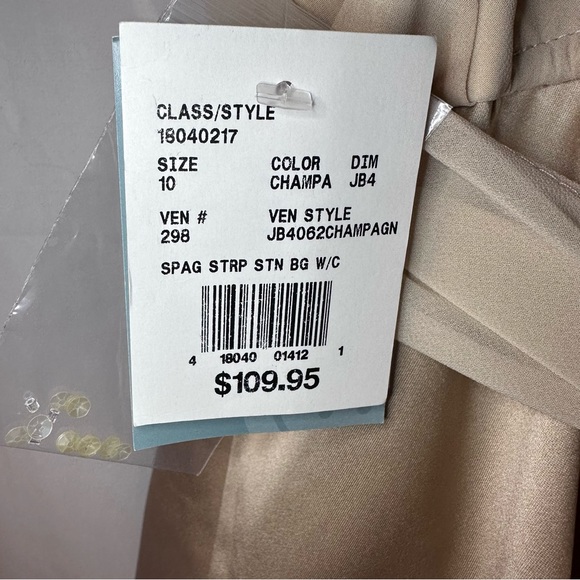 CLASS/STYLE
18040217
SIZE COLOR DIM
10 CHAMPA JB4
VEN # VEN STYLE
298 JB4062CHAMPAGN
SPAG STRP STN BG W/C
4 18040 01412 1
$109.95